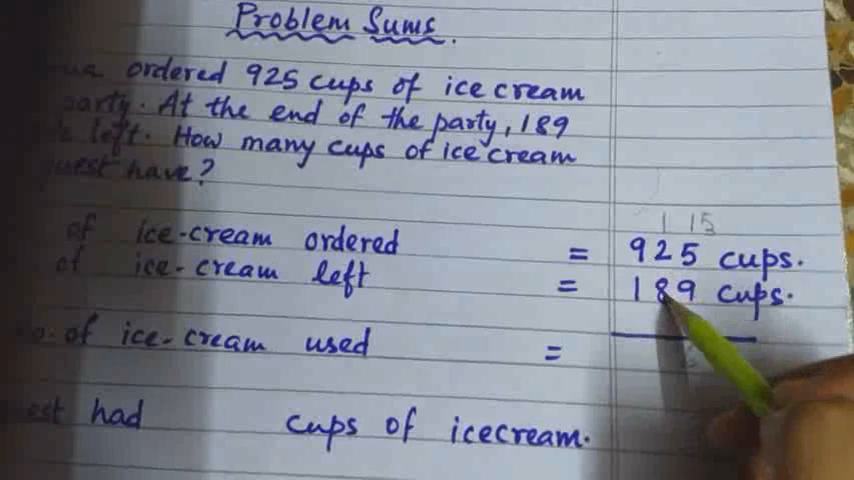 Problem Sums.
ordered 925 cups of ice cream
party. At the end of the party, 189
left. How many cups of ice cream
have?
1 15
of ice-cream ordered = 925 cups.
of ice-cream left = 189 cups.
of ice-cream used =
had cups of icecream.